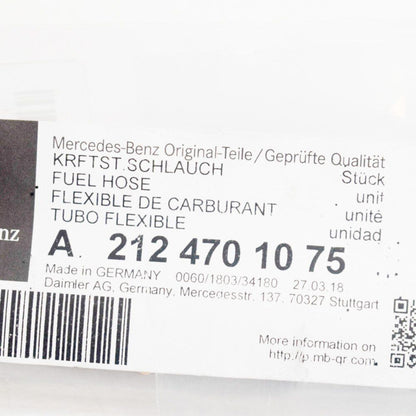 Mercedes-Benz Original-Teile/Geprüfte Qualität
KRFTST.SCHLAUCH Stück
FUEL HOSE unit
FLEXIBLE DE CARBURANT unité
TUBO FLEXIBLE unidad
nz
A 212 470 10 75
Made in GERMANY 0060/1803/34180 27.03.18
Daimler AG, Germany, Mercedesstr. 137, 70327 Stuttgart
More information on
http://p.mb-qr.com